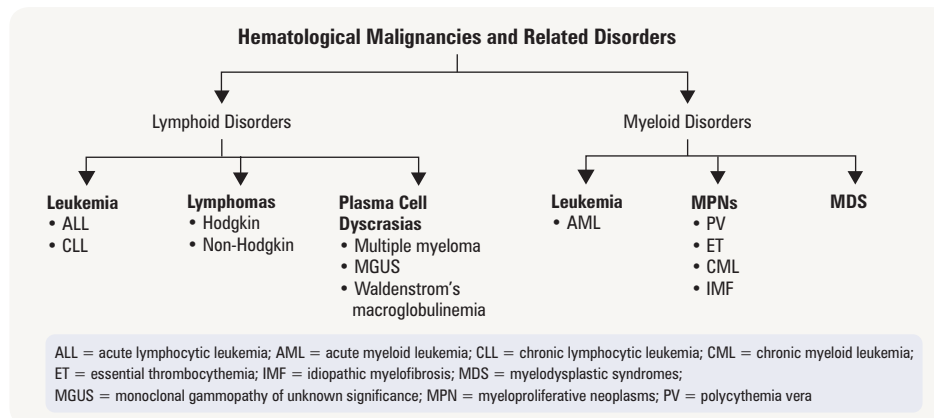 Hematological Malignancies and Related Disorders
Lymphoid Disorders
Myeloid Disorders
Leukemia
• ALL
• CLL
Lymphomas
• Hodgkin
• Non-Hodgkin
Plasma Cell
Dyscrasias
• Multiple myeloma
• MGUS
• Waldenstrom's
macroglobulinemia
Leukemia
• AML
MPNs
• PV
• ET
• CML
• IMF
MDS
ALL = acute lymphocytic leukemia; AML = acute myeloid leukemia; CLL = chronic lymphocytic leukemia; CML = chronic myeloid leukemia;
ET = essential thrombocythemia; IMF = idiopathic myelofibrosis; MDS = myelodysplastic syndromes;
MGUS = monoclonal gammopathy of unknown significance; MPN = myeloproliferative neoplasms; PV = polycythemia vera